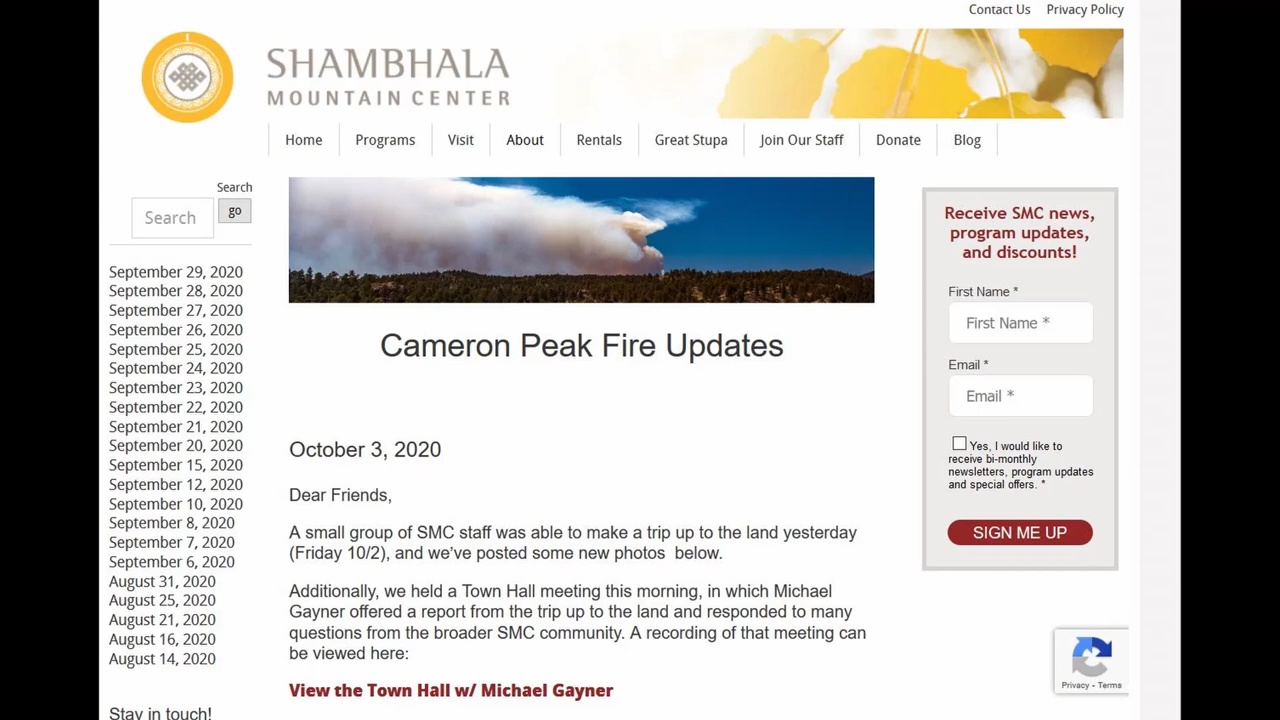 Contact Us Privacy Policy
SHAMBHALA
MOUNTAIN CENTER
Home Programs Visit About Rentals Great Stupa Join Our Staff Donate Blog
Search
Search go
September 29, 2020
September 28, 2020
September 27, 2020
September 26, 2020
September 25, 2020
September 24, 2020
September 23, 2020
September 22, 2020
September 21, 2020
September 20, 2020
September 15, 2020
September 12, 2020
September 10, 2020
September 8, 2020
September 7, 2020
September 6, 2020
August 31, 2020
August 25, 2020
August 21, 2020
August 16, 2020
August 14, 2020
Stay in touch!
Cameron Peak Fire Updates
October 3, 2020
Dear Friends,
A small group of SMC staff was able to make a trip up to the land yesterday
(Friday 10/2), and we’ve posted some new photos below.
Additionally, we held a Town Hall meeting this morning, in which Michael
Gayner offered a report from the trip up to the land and responded to many
questions from the broader SMC community. A recording of that meeting can
be viewed here:
View the Town Hall w/ Michael Gayner
Receive SMC news,
program updates,
and discounts!
First Name *
First Name *
Email *
Email *
Yes, I would like to
receive bi-monthly
newsletters, program updates
and special offers. *
SIGN ME UP
Privacy - Terms